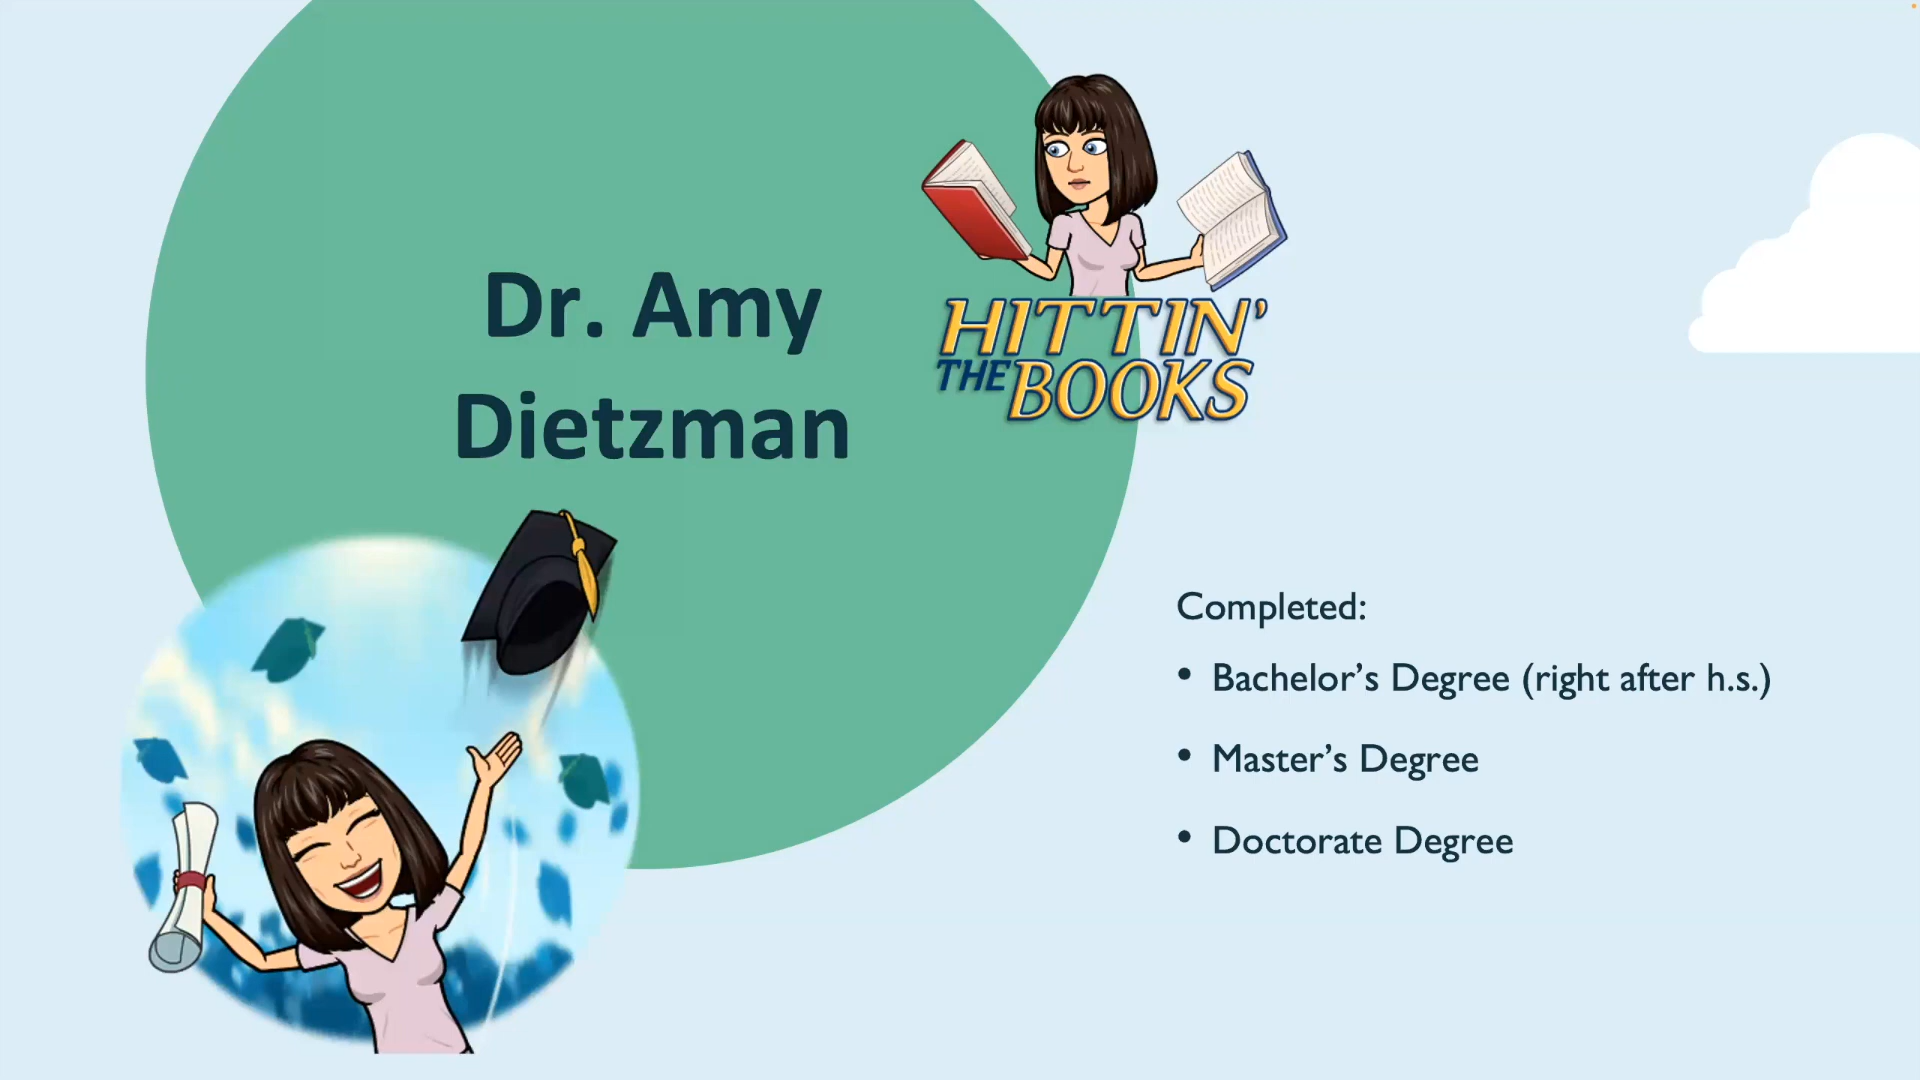 Dr. Amy
Dietzman
HITTIN'
THE BOOKS
Completed:
• Bachelor’s Degree (right after h.s.)
• Master’s Degree
• Doctorate Degree